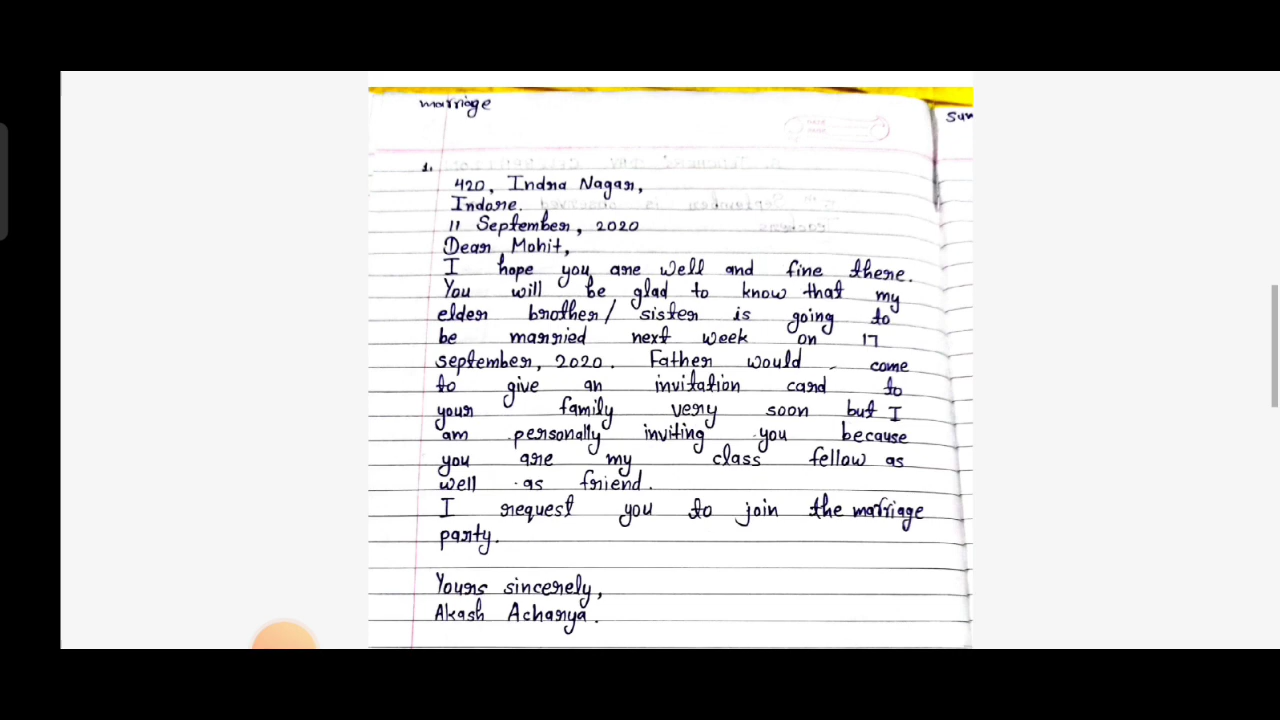 marriage
1.
420, Indra Nagar,
Indore.
11 September, 2020
Dear Mohit,
I hope you are well and fine there.
You will be glad to know that my
elder brother/ sister is going to
be married next week on 17
september, 2020. Father would come
to give an invitation card to
your family very soon but I
am personally inviting you because
you are my class fellow as
well as friend.
I request you to join the marriage
party.
Yours sincerely,
Akash Acharya.